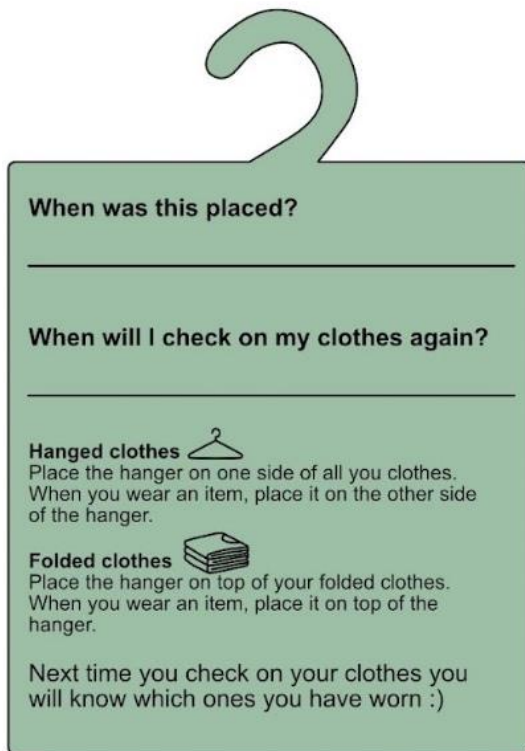 When was this placed?
When will I check on my clothes again?
Hanged clothes
Place the hanger on one side of all you clothes.
When you wear an item, place it on the other side
of the hanger.
Folded clothes
Place the hanger on top of your folded clothes.
When you wear an item, place it on top of the
hanger.
Next time you check on your clothes you
will know which ones you have worn :)